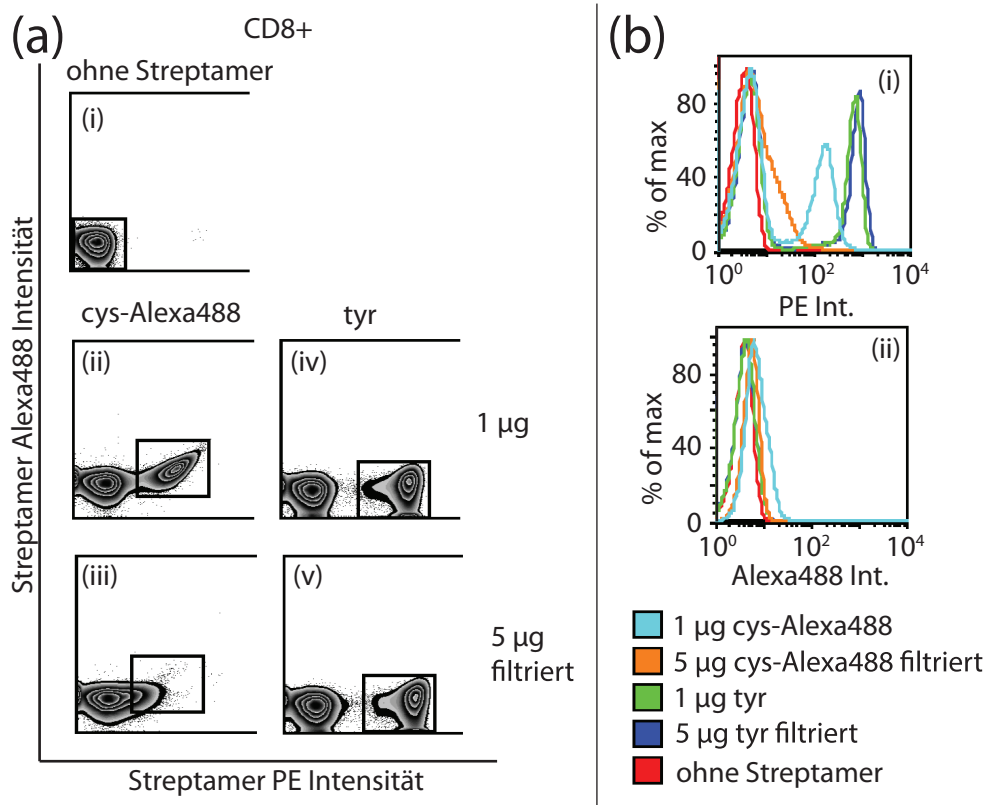 (a)
CD8+
ohne Streptamer
(i)
cys-Alexa488
tyr
(ii)
(iv)
1 µg
(iii)
(v)
5 µg
filtriert
Streptamer Alexa488 Intensität
Streptamer PE Intensität
(b)
(i)
% of max
80
40
0
10^0
10^2
10^4
PE Int.
(ii)
% of max
80
40
0
10^0
10^2
10^4
Alexa488 Int.
1 µg cys-Alexa488
5 µg cys-Alexa488 filtriert
1 µg tyr
5 µg tyr filtriert
ohne Streptamer